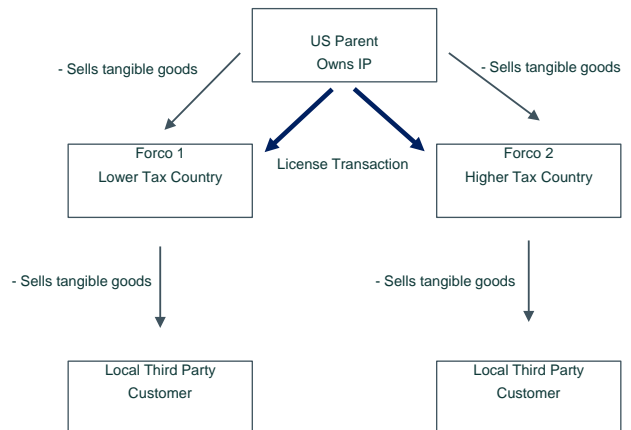 US Parent
Owns IP
- Sells tangible goods
- Sells tangible goods
Forco 1
Lower Tax Country
License Transaction
Forco 2
Higher Tax Country
- Sells tangible goods
- Sells tangible goods
Local Third Party
Customer
Local Third Party
Customer